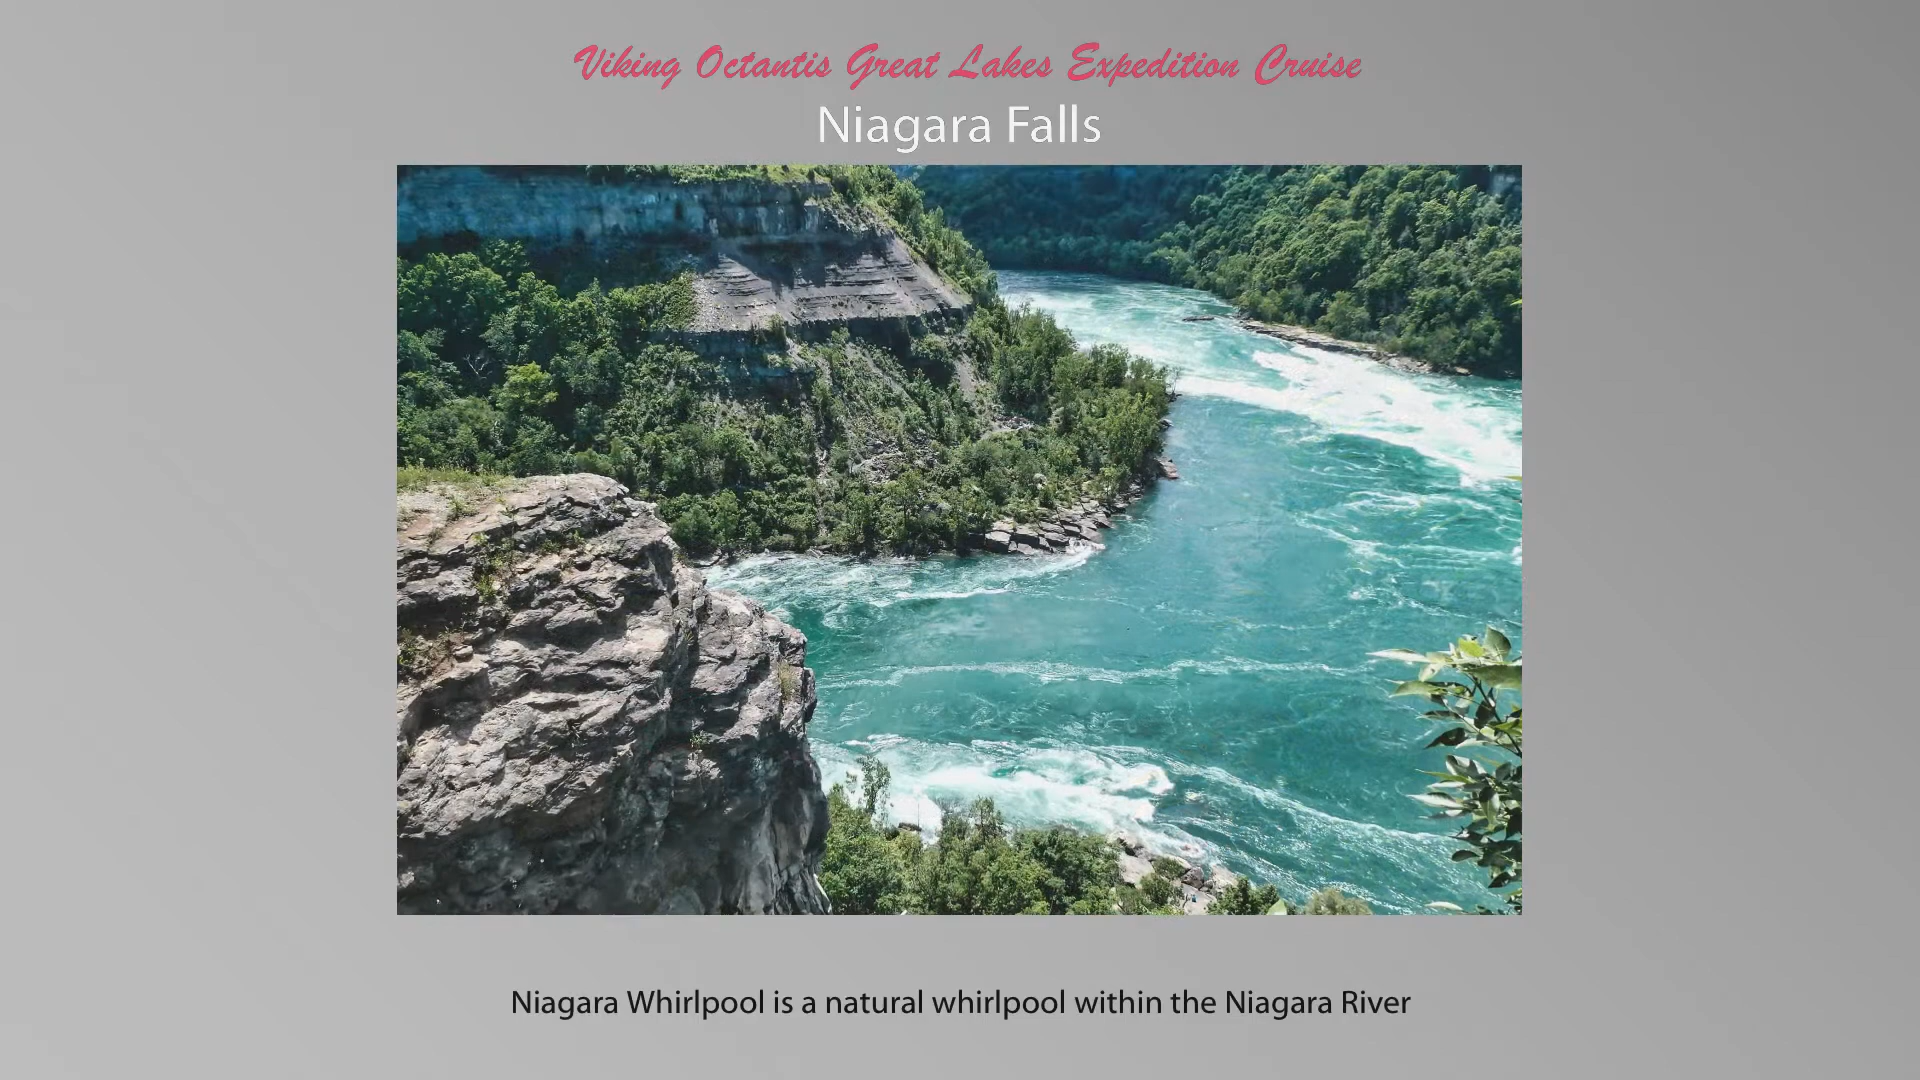 Viking Octantis Great Lakes Expedition Cruise
Niagara Falls
Niagara Whirlpool is a natural whirlpool within the Niagara River